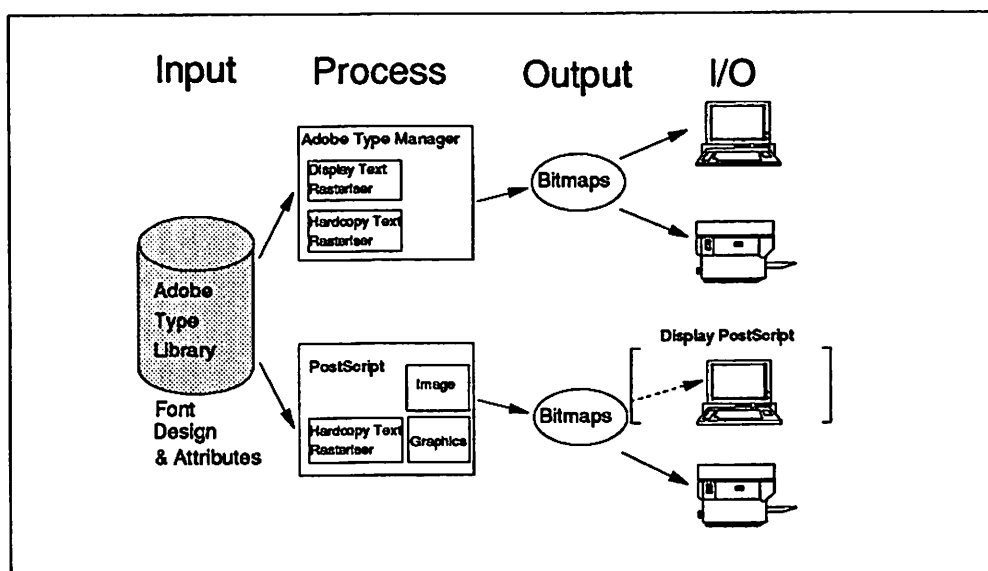 Input
Process
Output
I/O
Adobe Type Manager
Display Text
Rasteriser
Hardcopy Text
Rasteriser
Bitmaps
Adobe
Type
Library
Font
Design
& Attributes
PostScript
Image
Hardcopy Text
Rasteriser
Graphics
Bitmaps
Display PostScript